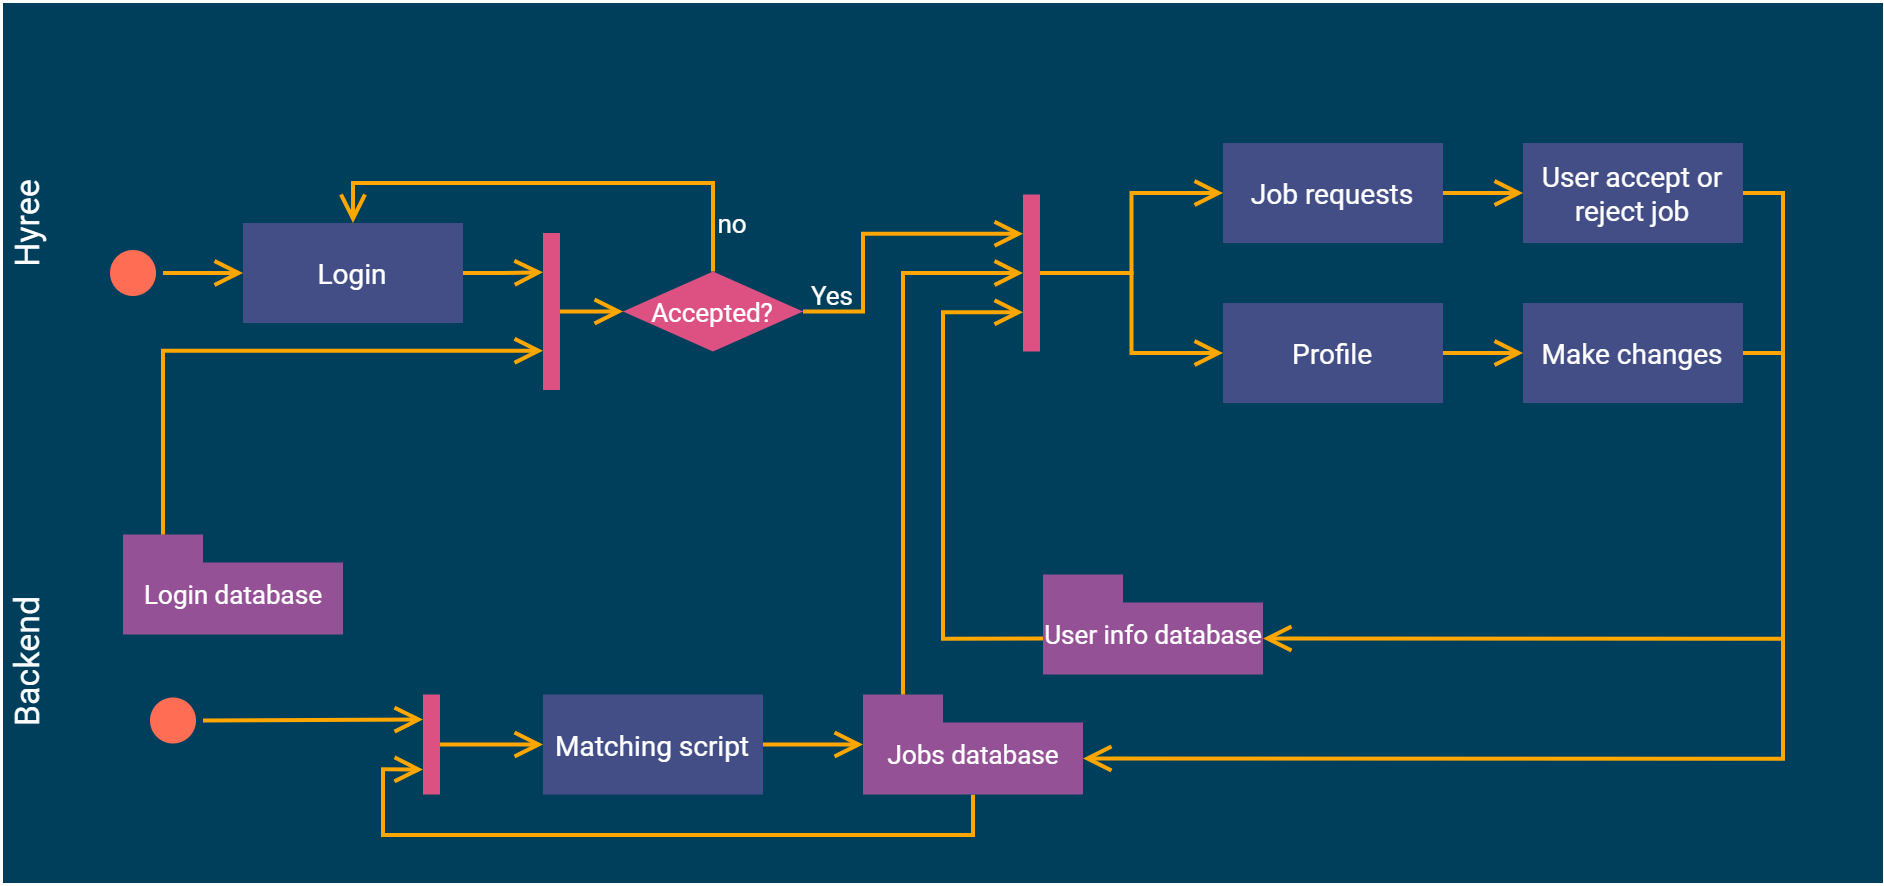 Hyree
Login
no
Accepted?
Yes
Job requests
User accept or
reject job
Profile
Make changes
Backend
Login database
User info database
Matching script
Jobs database